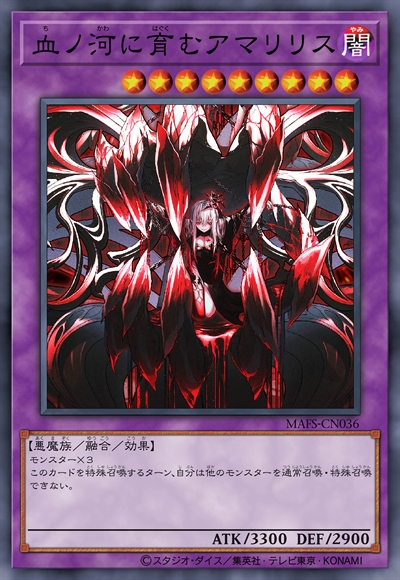 血ノ河に育むアマリリス
闇
MAFS-CN036
【悪魔族／融合／効果】
モンスター×３
このカードを特殊召喚するターン、自分は他のモンスターを通常召喚・特殊召喚
できない。
ATK/3300 DEF/2900
©スタジオ・ダイス／集英社・テレビ東京・KONAMI